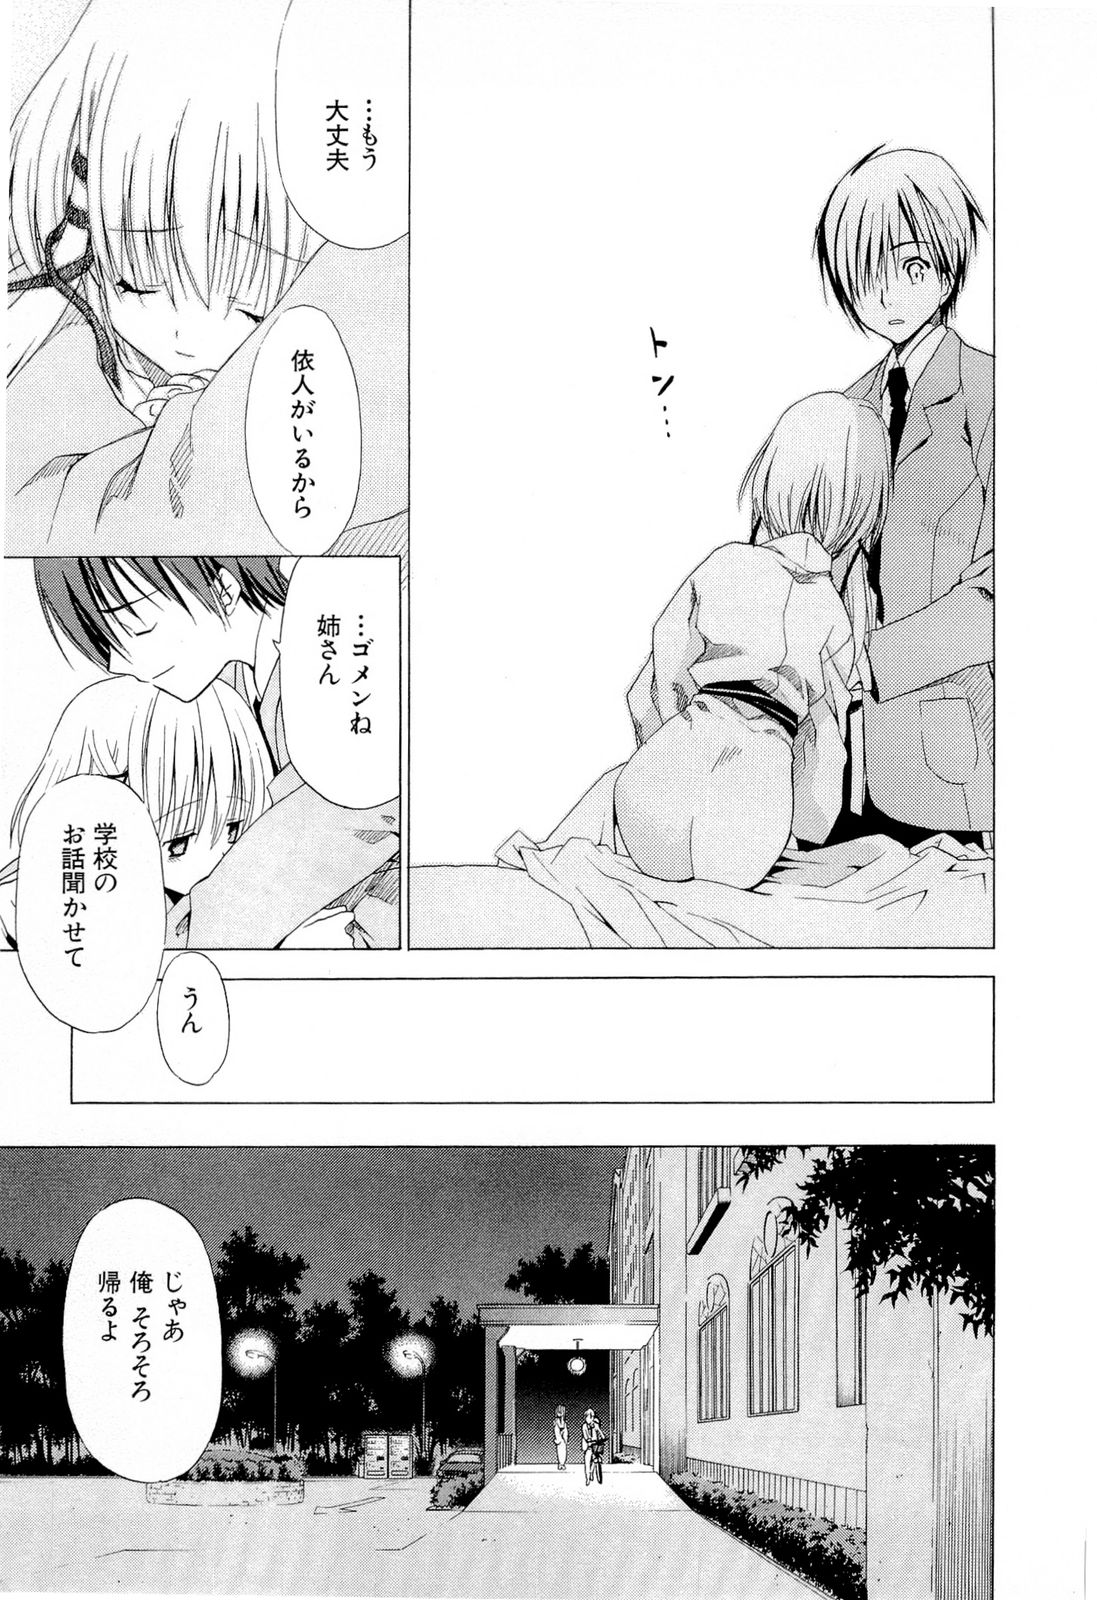 トン…
…もう
大丈夫
依人がいるから
…ゴメンね
姉さん
学校の
お話聞かせて
うん
じゃあ
俺 そろそろ
帰るよ